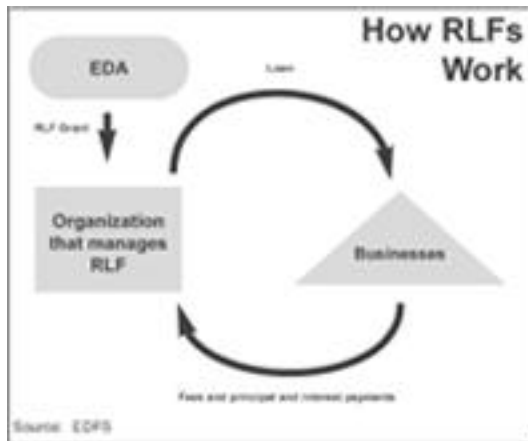 How RLFs
Work
EDA
Loan
RLF Grant
Organization
that manages
RLF
Businesses
Fees and principal and interest payments
Source: EDFS